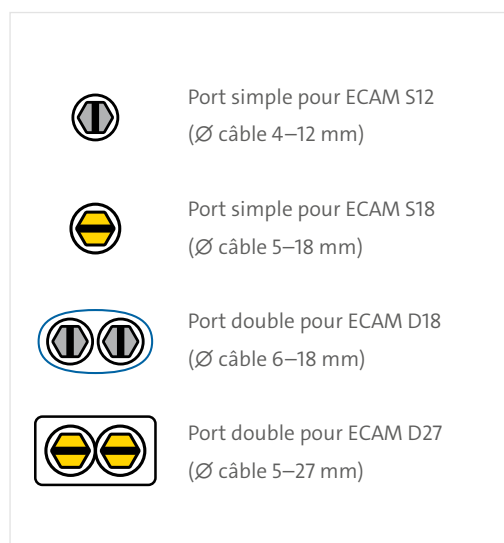 Port simple pour ECAM S12
(Ø câble 4–12 mm)
Port simple pour ECAM S18
(Ø câble 5–18 mm)
Port double pour ECAM D18
(Ø câble 6–18 mm)
Port double pour ECAM D27
(Ø câble 5–27 mm)